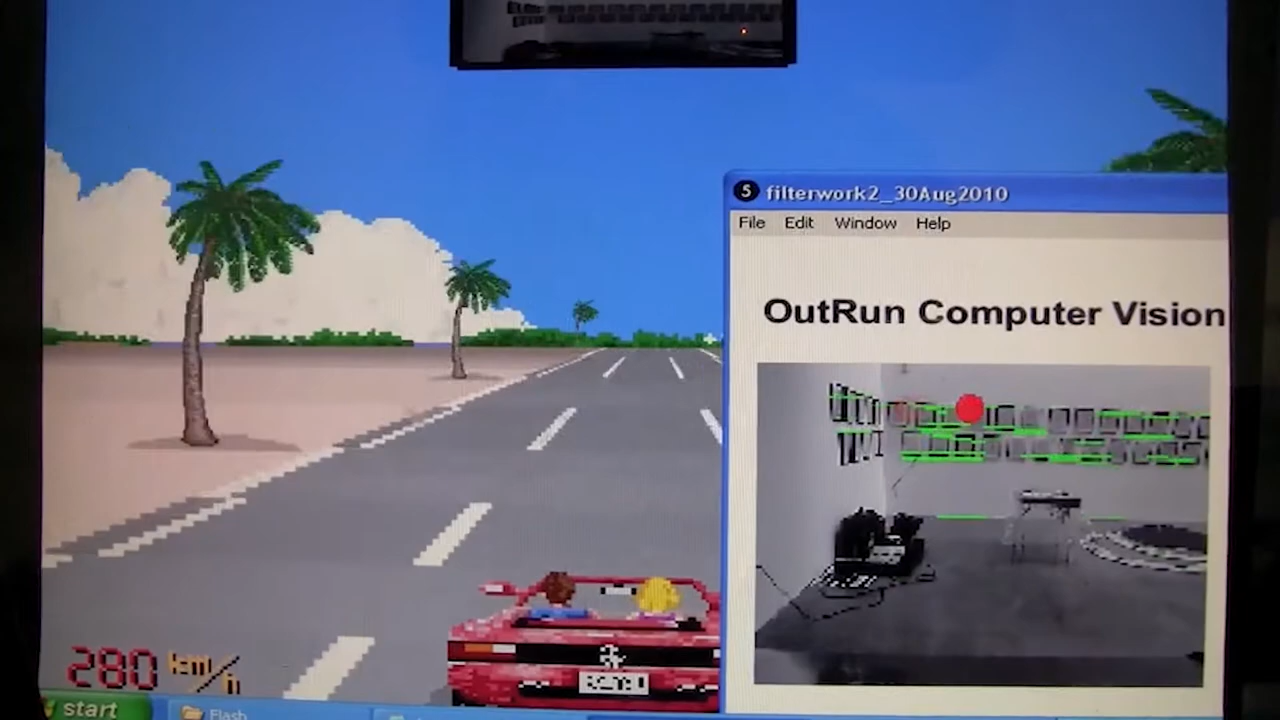 filterwork2_30Aug2010
File Edit Window Help
OutRun Computer Vision
280 km/h
start
Flash